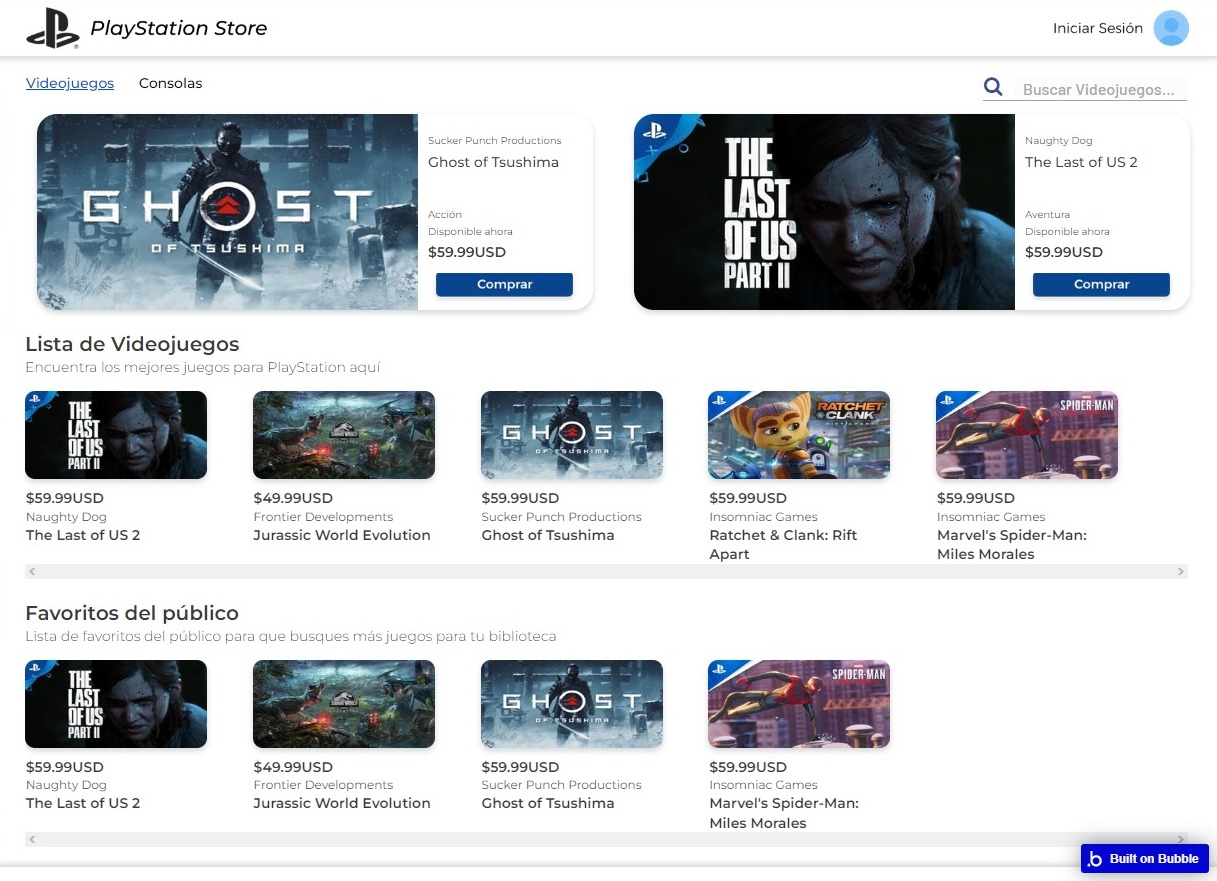 PlayStation Store
Iniciar Sesión
Videojuegos
Consolas
Buscar Videojuegos...
GHOST
OF TSUSHIMA
Sucker Punch Productions
Ghost of Tsushima
Acción
Disponible ahora
$59.99USD
Comprar
THE
LAST
OF US
PART II
Naughty Dog
The Last of US 2
Aventura
Disponible ahora
$59.99USD
Comprar
Lista de Videojuegos
Encuentra los mejores juegos para PlayStation aquí
THE
LAST
OF US
PART II
$59.99USD
Naughty Dog
The Last of US 2
JURASSIC WORLD
$49.99USD
Frontier Developments
Jurassic World Evolution
GHOST
OF TSUSHIMA
$59.99USD
Sucker Punch Productions
Ghost of Tsushima
RATCHET
CLANK
$59.99USD
Insomniac Games
Ratchet & Clank: Rift
Apart
SPIDER-MAN
$59.99USD
Insomniac Games
Marvel's Spider-Man:
Miles Morales
Favoritos del público
Lista de favoritos del público para que busques más juegos para tu biblioteca
THE
LAST
OF US
PART II
$59.99USD
Naughty Dog
The Last of US 2
JURASSIC WORLD
$49.99USD
Frontier Developments
Jurassic World Evolution
GHOST
OF TSUSHIMA
$59.99USD
Sucker Punch Productions
Ghost of Tsushima
SPIDER-MAN
$59.99USD
Insomniac Games
Marvel's Spider-Man:
Miles Morales
Built on Bubble